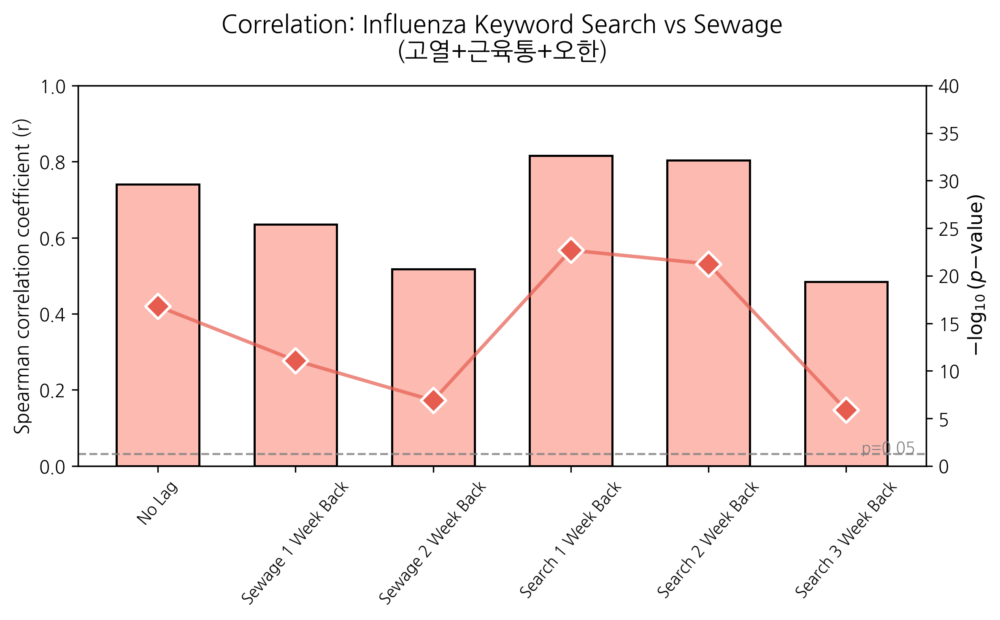 Correlation: Influenza Keyword Search vs Sewage
(고열+근육통+오한)
Spearman correlation coefficient (r)
1.0
0.8
0.6
0.4
0.2
0.0
40
35
30
25
20
15
10
5
0
−log₁₀(p−value)
p=0.05
No Lag
Sewage 1 Week Back
Sewage 2 Week Back
Search 1 Week Back
Search 2 Week Back
Search 3 Week Back